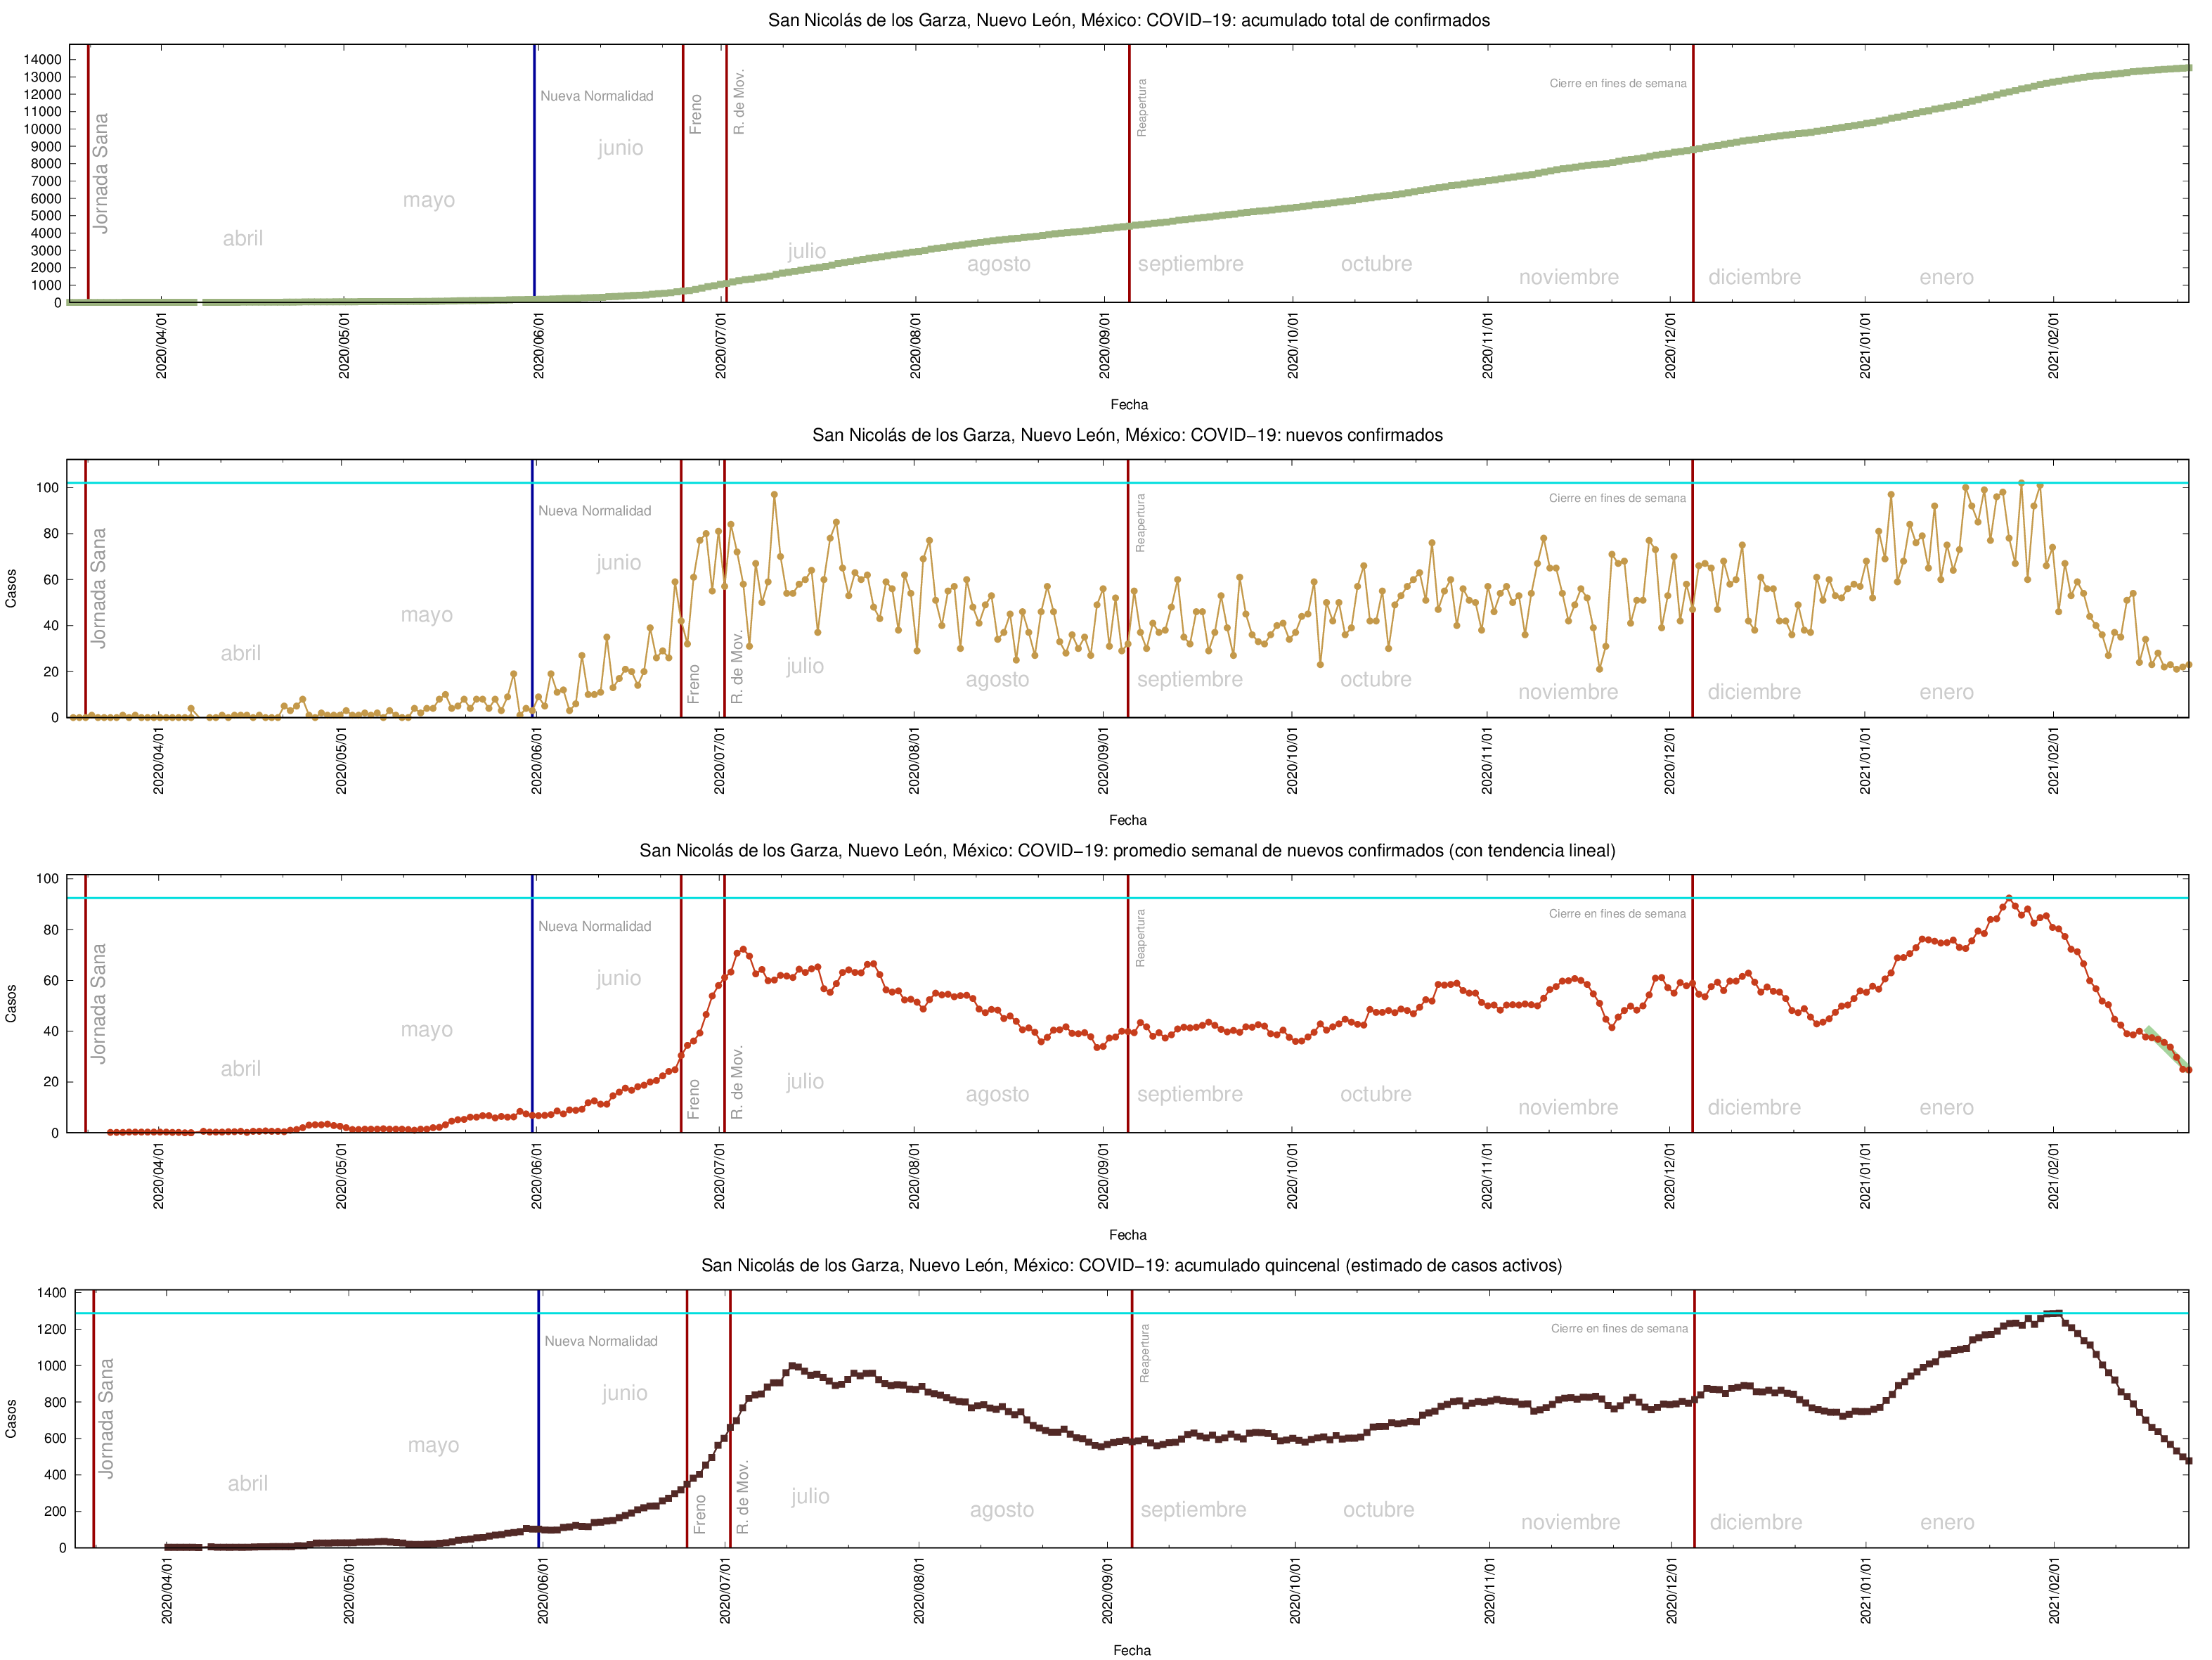 San Nicolás de los Garza, Nuevo León, México: COVID−19: acumulado total de confirmados
14000
13000
12000
11000
10000
9000
8000
7000
6000
5000
4000
3000
2000
1000
0
Jornada Sana
abril
mayo
Nueva Normalidad
junio
Freno
R. de Mov.
julio
agosto
Reapertura
septiembre
octubre
noviembre
Cierre en fines de semana
diciembre
enero
2020/04/01
2020/05/01
2020/06/01
2020/07/01
2020/08/01
2020/09/01
2020/10/01
2020/11/01
2020/12/01
2021/01/01
2021/02/01
Fecha
San Nicolás de los Garza, Nuevo León, México: COVID−19: nuevos confirmados
Casos
100
80
60
40
20
0
Jornada Sana
abril
mayo
Nueva Normalidad
junio
Freno
R. de Mov.
julio
agosto
Reapertura
septiembre
octubre
noviembre
Cierre en fines de semana
diciembre
enero
2020/04/01
2020/05/01
2020/06/01
2020/07/01
2020/08/01
2020/09/01
2020/10/01
2020/11/01
2020/12/01
2021/01/01
2021/02/01
Fecha
San Nicolás de los Garza, Nuevo León, México: COVID−19: promedio semanal de nuevos confirmados (con tendencia lineal)
Casos
100
80
60
40
20
0
Jornada Sana
abril
mayo
Nueva Normalidad
junio
Freno
R. de Mov.
julio
agosto
Reapertura
septiembre
octubre
noviembre
Cierre en fines de semana
diciembre
enero
2020/04/01
2020/05/01
2020/06/01
2020/07/01
2020/08/01
2020/09/01
2020/10/01
2020/11/01
2020/12/01
2021/01/01
2021/02/01
Fecha
San Nicolás de los Garza, Nuevo León, México: COVID−19: acumulado quincenal (estimado de casos activos)
Casos
1400
1200
1000
800
600
400
200
0
Jornada Sana
abril
mayo
Nueva Normalidad
junio
Freno
R. de Mov.
julio
agosto
Reapertura
septiembre
octubre
noviembre
Cierre en fines de semana
diciembre
enero
2020/04/01
2020/05/01
2020/06/01
2020/07/01
2020/08/01
2020/09/01
2020/10/01
2020/11/01
2020/12/01
2021/01/01
2021/02/01
Fecha